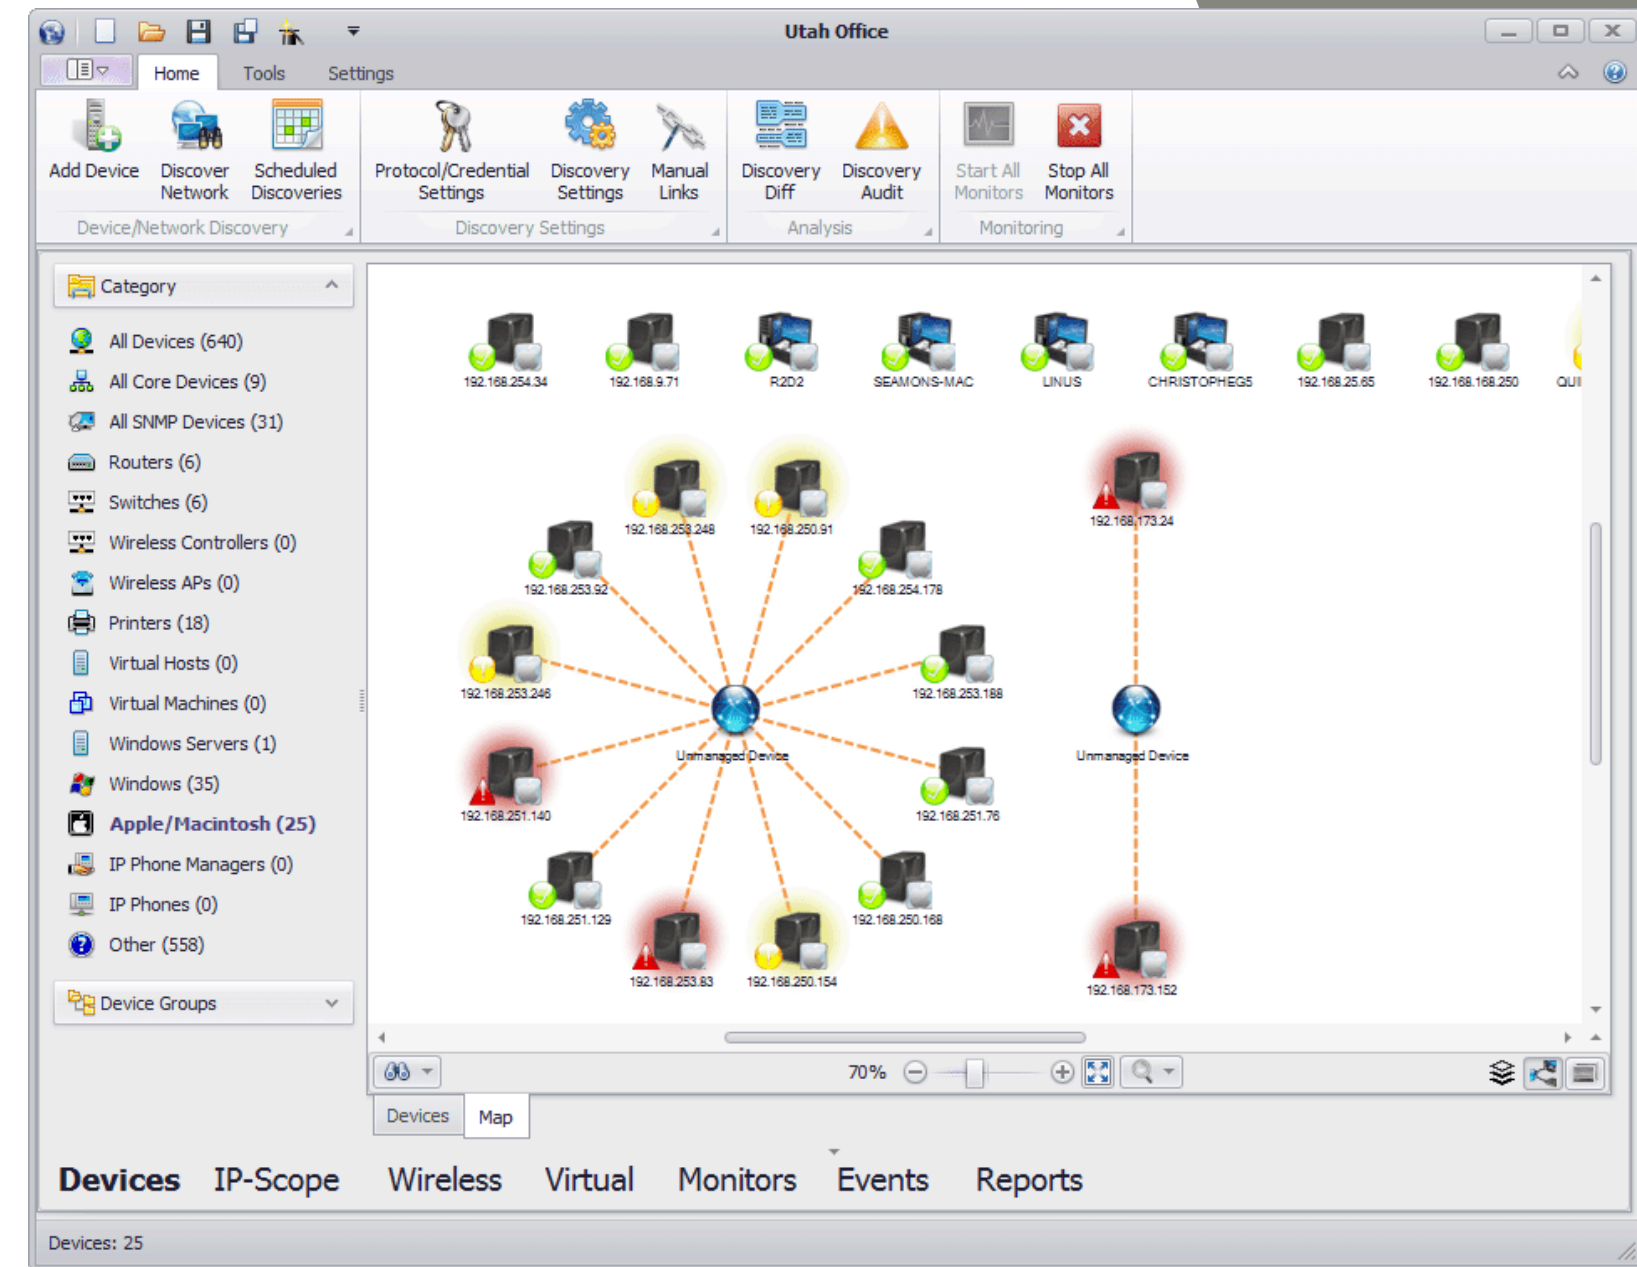 Utah Office
Home Tools Settings
Add Device Discover Network Scheduled Discoveries Protocol/Credential Settings Discovery Settings Manual Links Discovery Diff Discovery Audit Start All Monitors Stop All Monitors
Device/Network Discovery Discovery Settings Analysis Monitoring
Category
All Devices (640)
All Core Devices (9)
All SNMP Devices (31)
Routers (6)
Switches (6)
Wireless Controllers (0)
Wireless APs (0)
Printers (18)
Virtual Hosts (0)
Virtual Machines (0)
Windows Servers (1)
Windows (35)
Apple/Macintosh (25)
IP Phone Managers (0)
IP Phones (0)
Other (558)
Device Groups
192.168.254.34 192.168.9.71 R2D2 SEAMONS-MAC LINUS CHRISTOPHEG5 192.168.25.65 192.168.168.250
192.168.173.24
192.168.253.248 192.168.250.91
192.168.253.92 192.168.254.178
192.168.253.246 192.168.253.188
Unmanaged Device Unmanaged Device
192.168.251.140 192.168.251.76
192.168.251.129 192.168.250.168
192.168.253.83 192.168.250.154
192.168.173.152
70%
Devices Map
Devices IP-Scope Wireless Virtual Monitors Events Reports
Devices: 25